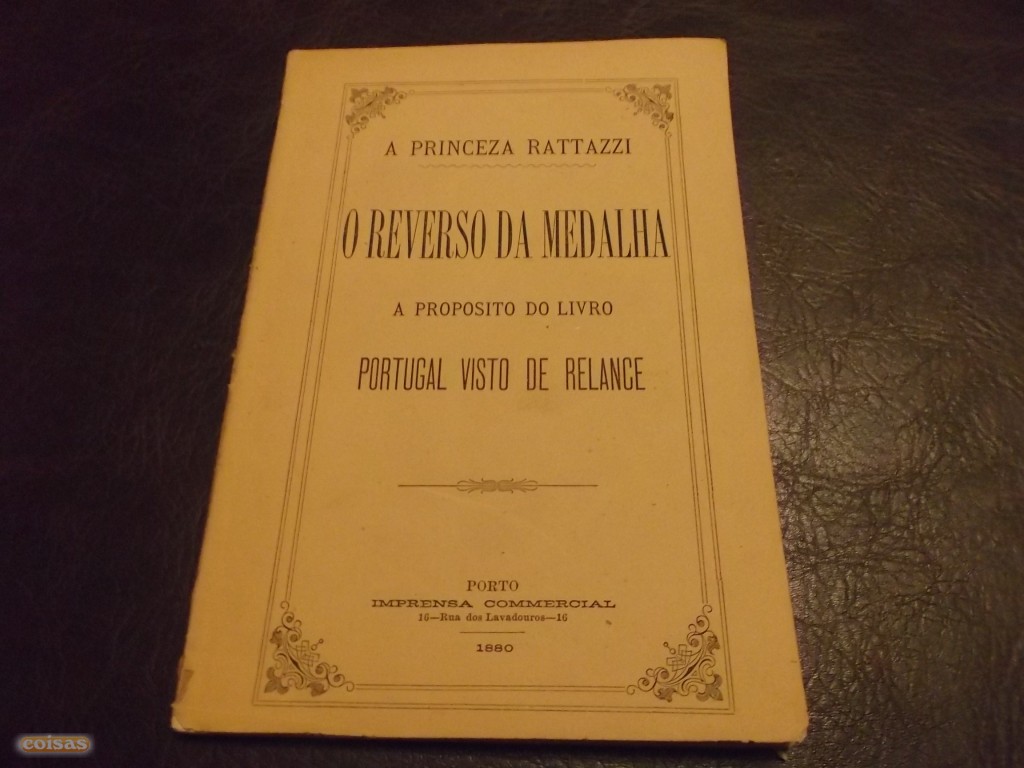 A PRINCEZA RATTAZZI
O REVERSO DA MEDALHA
A PROPOSITO DO LIVRO
PORTUGAL VISTO DE RELANCE
PORTO
IMPRENSA COMMERCIAL
16—Rua dos Lavadouros—16
1880
coisas